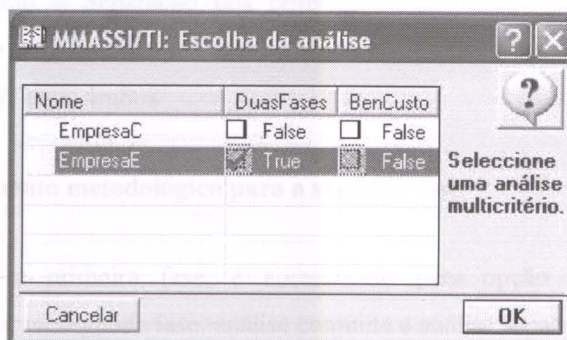 MMASSI/TI: Escolha da análise
Nome DuasFases BenCusto
EmpresaC False False
EmpresaE True False
Seleccione
uma análise
multicritério.
Cancelar OK